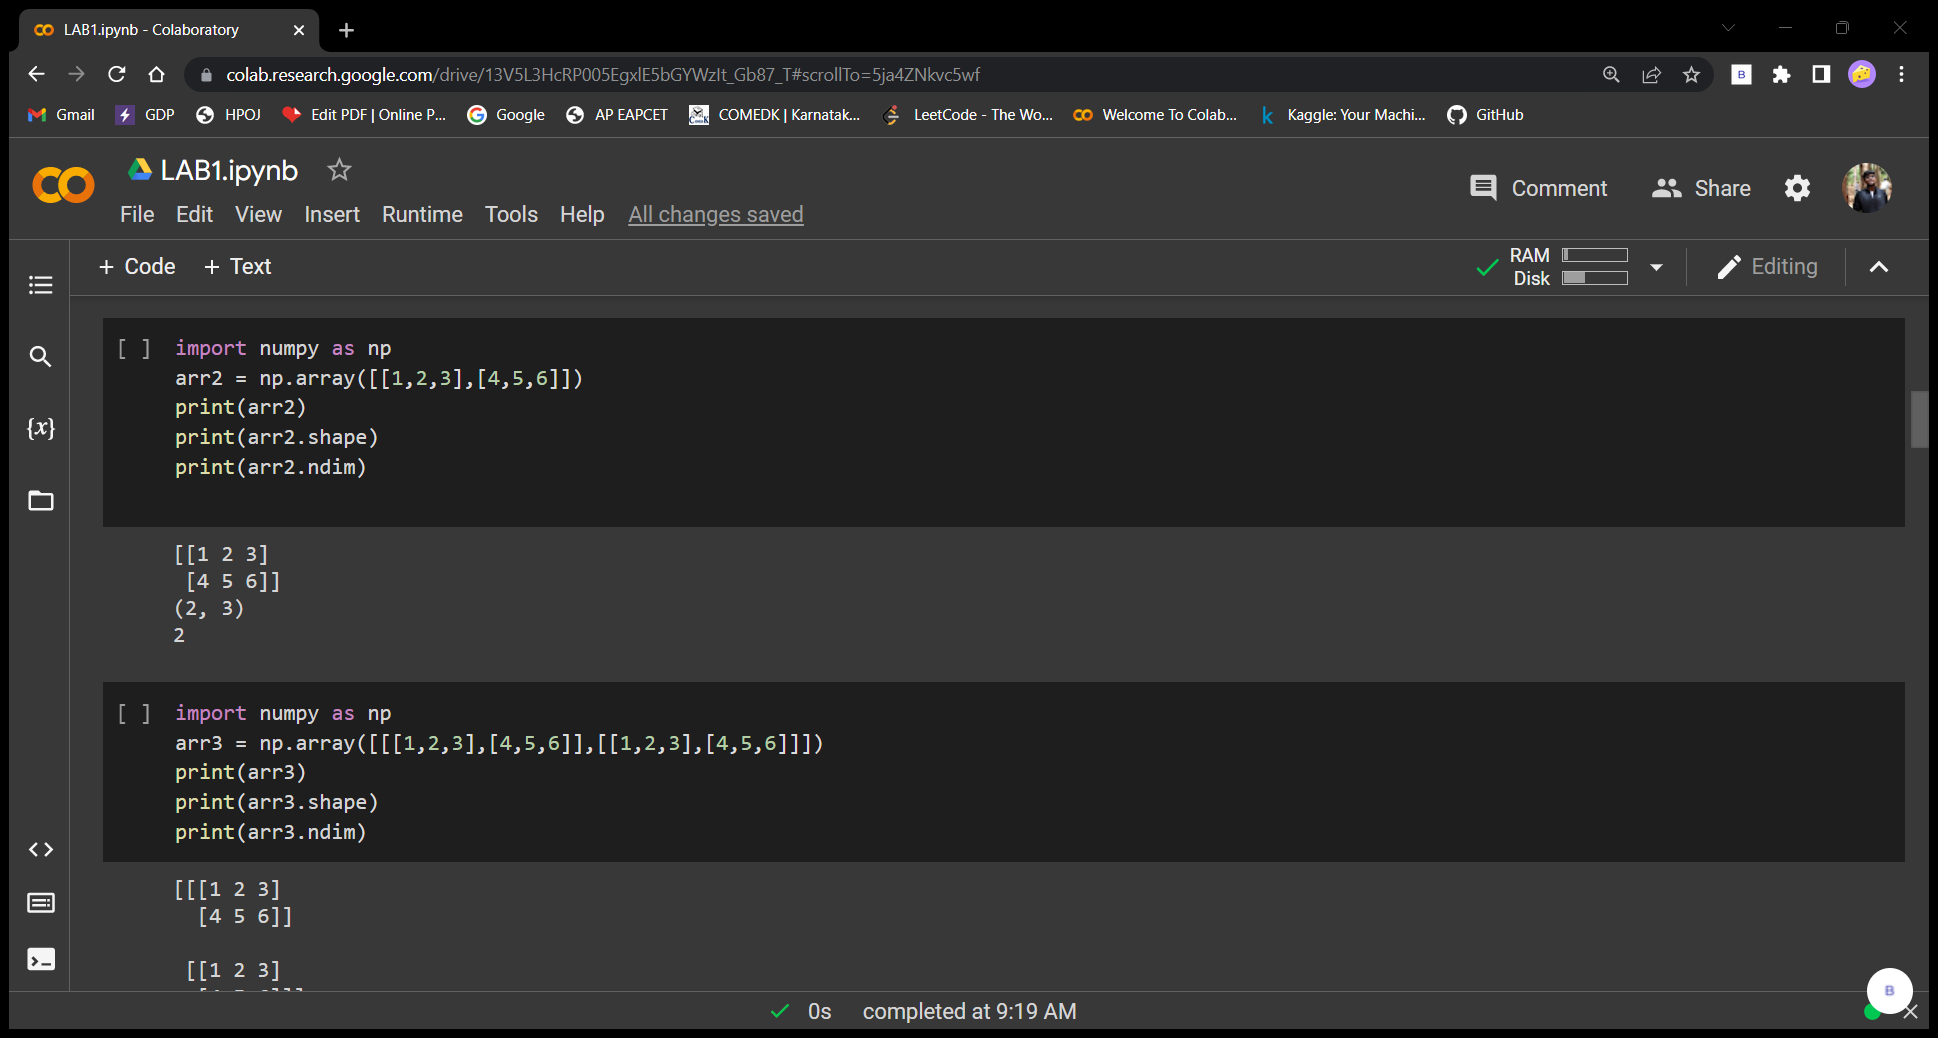 LAB1.ipynb - Colaboratory
colab.research.google.com/drive/13V5L3HcRP005EgxlE5bGYWzIt_Gb87_T#scrollTo=5ja4ZNkvc5wf
Gmail GDP HPOJ Edit PDF | Online P... Google AP EAPCET COMEDK | Karnatak... LeetCode - The Wo... Welcome To Colab... Kaggle: Your Machi... GitHub
LAB1.ipynb
Comment Share
File Edit View Insert Runtime Tools Help All changes saved
+ Code + Text
RAM
Disk
Editing
[ ] import numpy as np
arr2 = np.array([[1,2,3],[4,5,6]])
print(arr2)
print(arr2.shape)
print(arr2.ndim)
[[1 2 3]
 [4 5 6]]
(2, 3)
2
[ ] import numpy as np
arr3 = np.array([[[1,2,3],[4,5,6]],[[1,2,3],[4,5,6]]])
print(arr3)
print(arr3.shape)
print(arr3.ndim)
[[[1 2 3]
  [4 5 6]]
 [[1 2 3]
0s completed at 9:19 AM
B